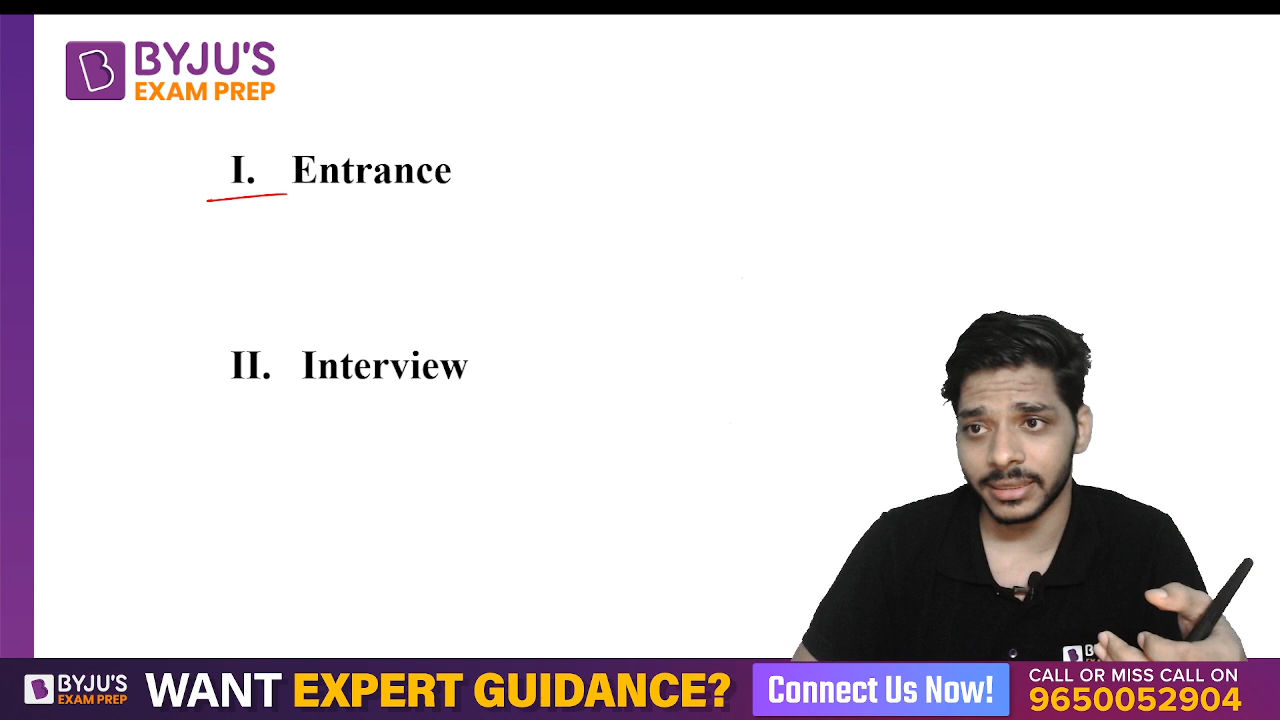 BYJU'S
EXAM PREP
I. Entrance
II. Interview
BYJU'S
EXAM PREP
WANT EXPERT GUIDANCE?
Connect Us Now!
CALL OR MISS CALL ON
9650052904